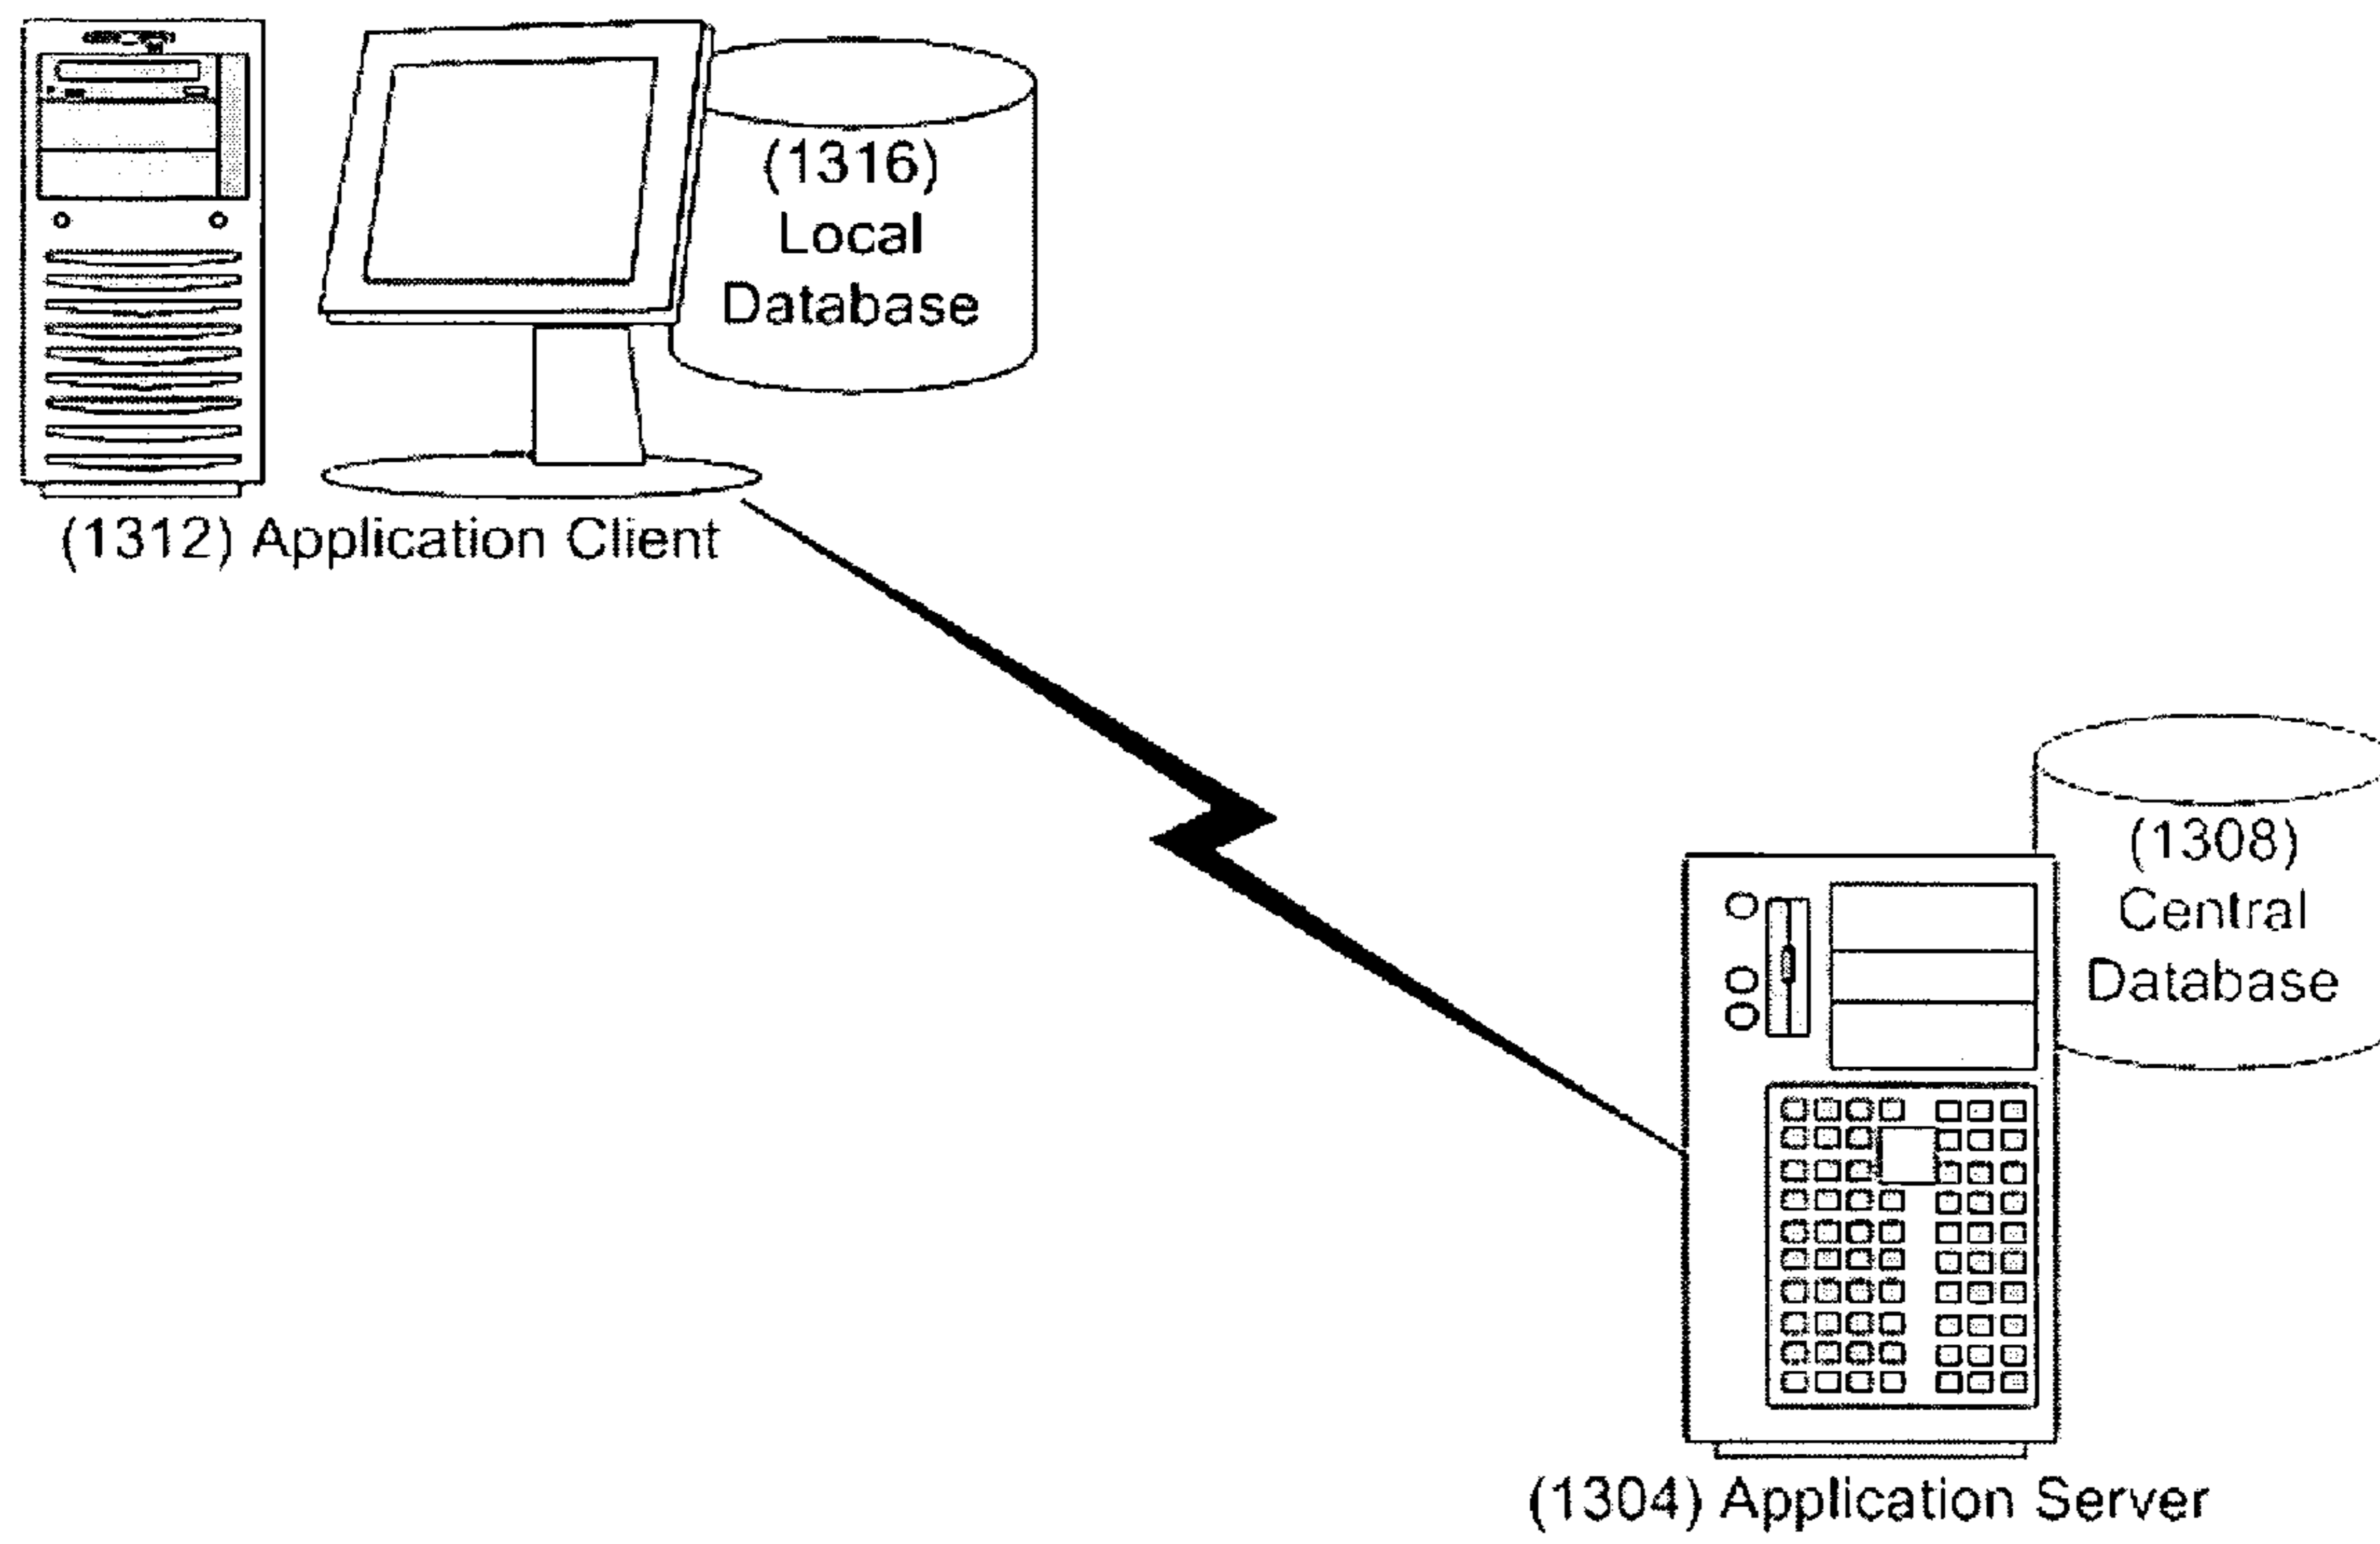 (1316)
Local
Database
(1312) Application Client
(1308)
Central
Database
(1304) Application Server